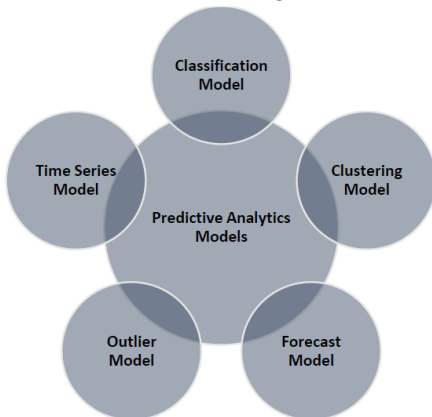 Classification
Model
Time Series
Model
Clustering
Model
Predictive Analytics
Models
Outlier
Model
Forecast
Model